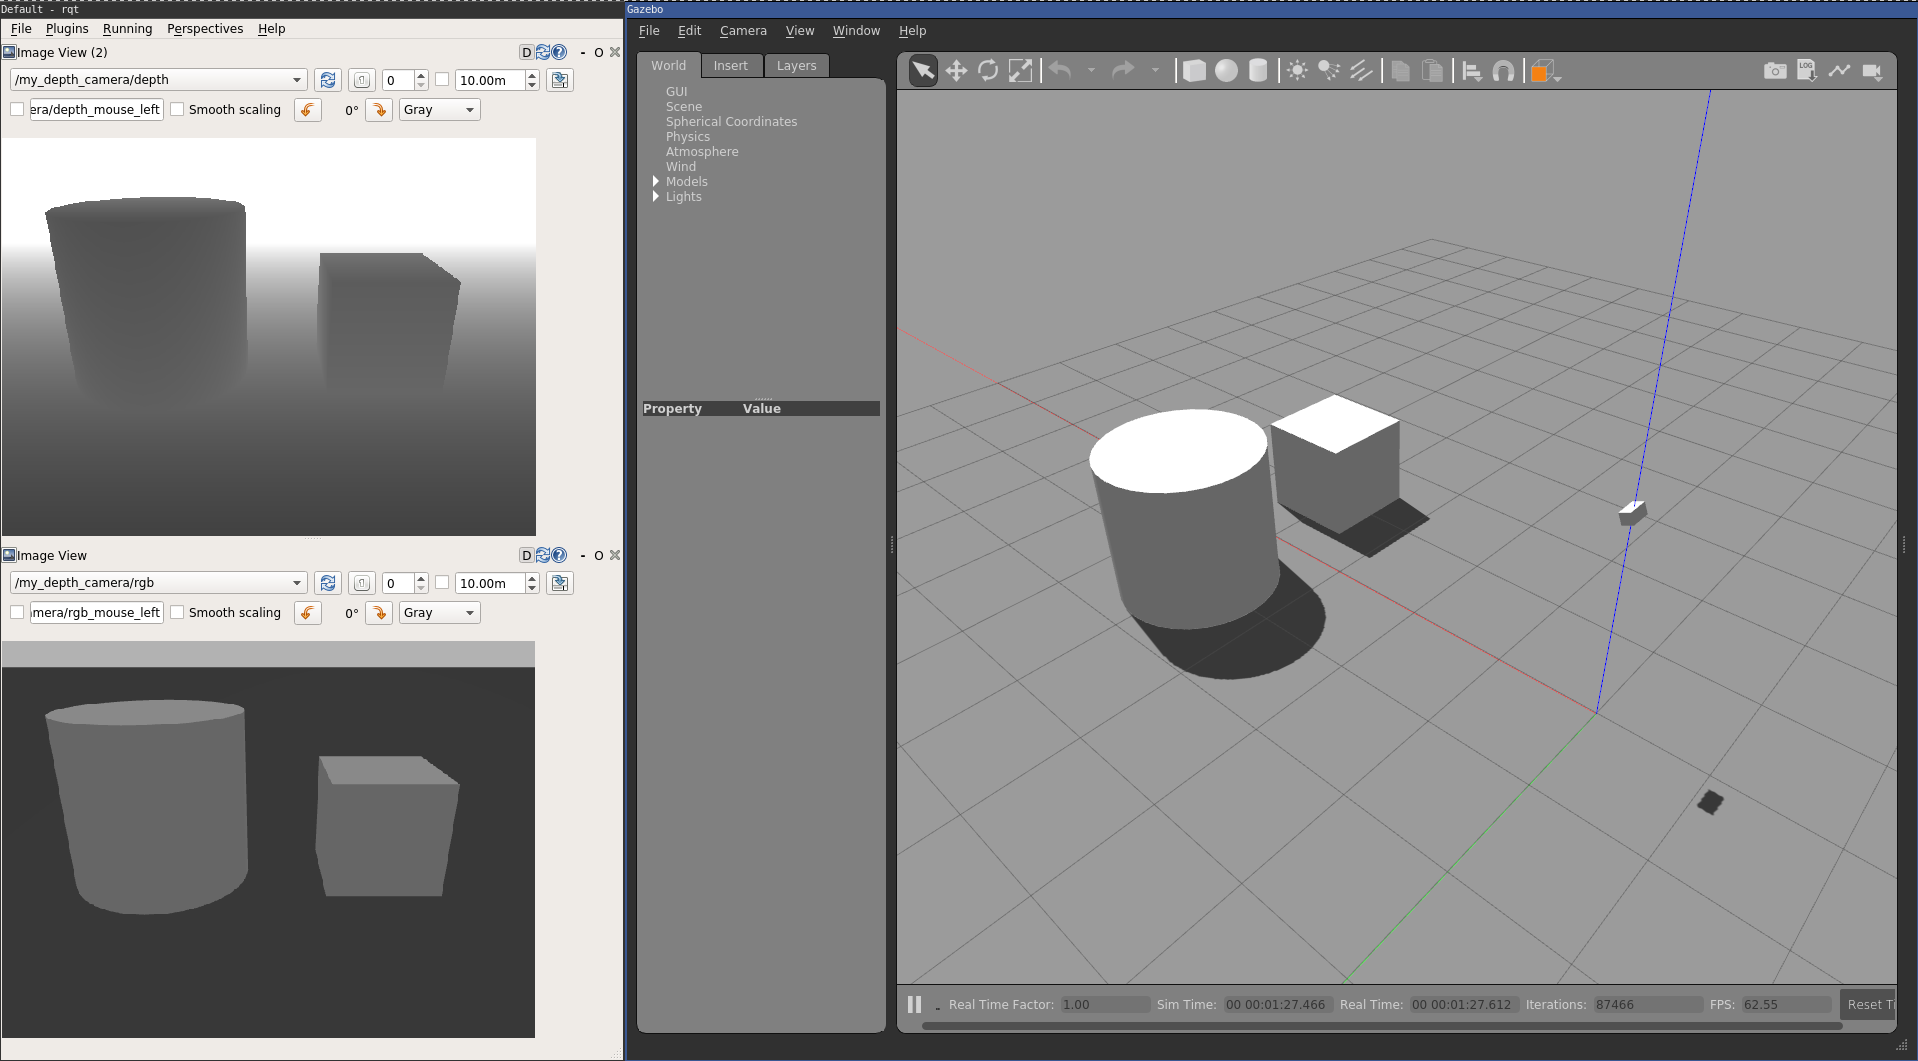 Default - rqt
File Plugins Running Perspectives Help
Image View (2)
D - O
/my_depth_camera/depth 0 10.00m
era/depth_mouse_left Smooth scaling 0° Gray
Image View
D - O
/my_depth_camera/rgb 0 10.00m
mera/rgb_mouse_left Smooth scaling 0° Gray
Gazebo
File Edit Camera View Window Help
World Insert Layers
GUI
Scene
Spherical Coordinates
Physics
Atmosphere
Wind
Models
Lights
Property Value
LOG
Real Time Factor: 1.00 Sim Time: 00 00:01:27.466 Real Time: 00 00:01:27.612 Iterations: 87466 FPS: 62.55 Reset Ti